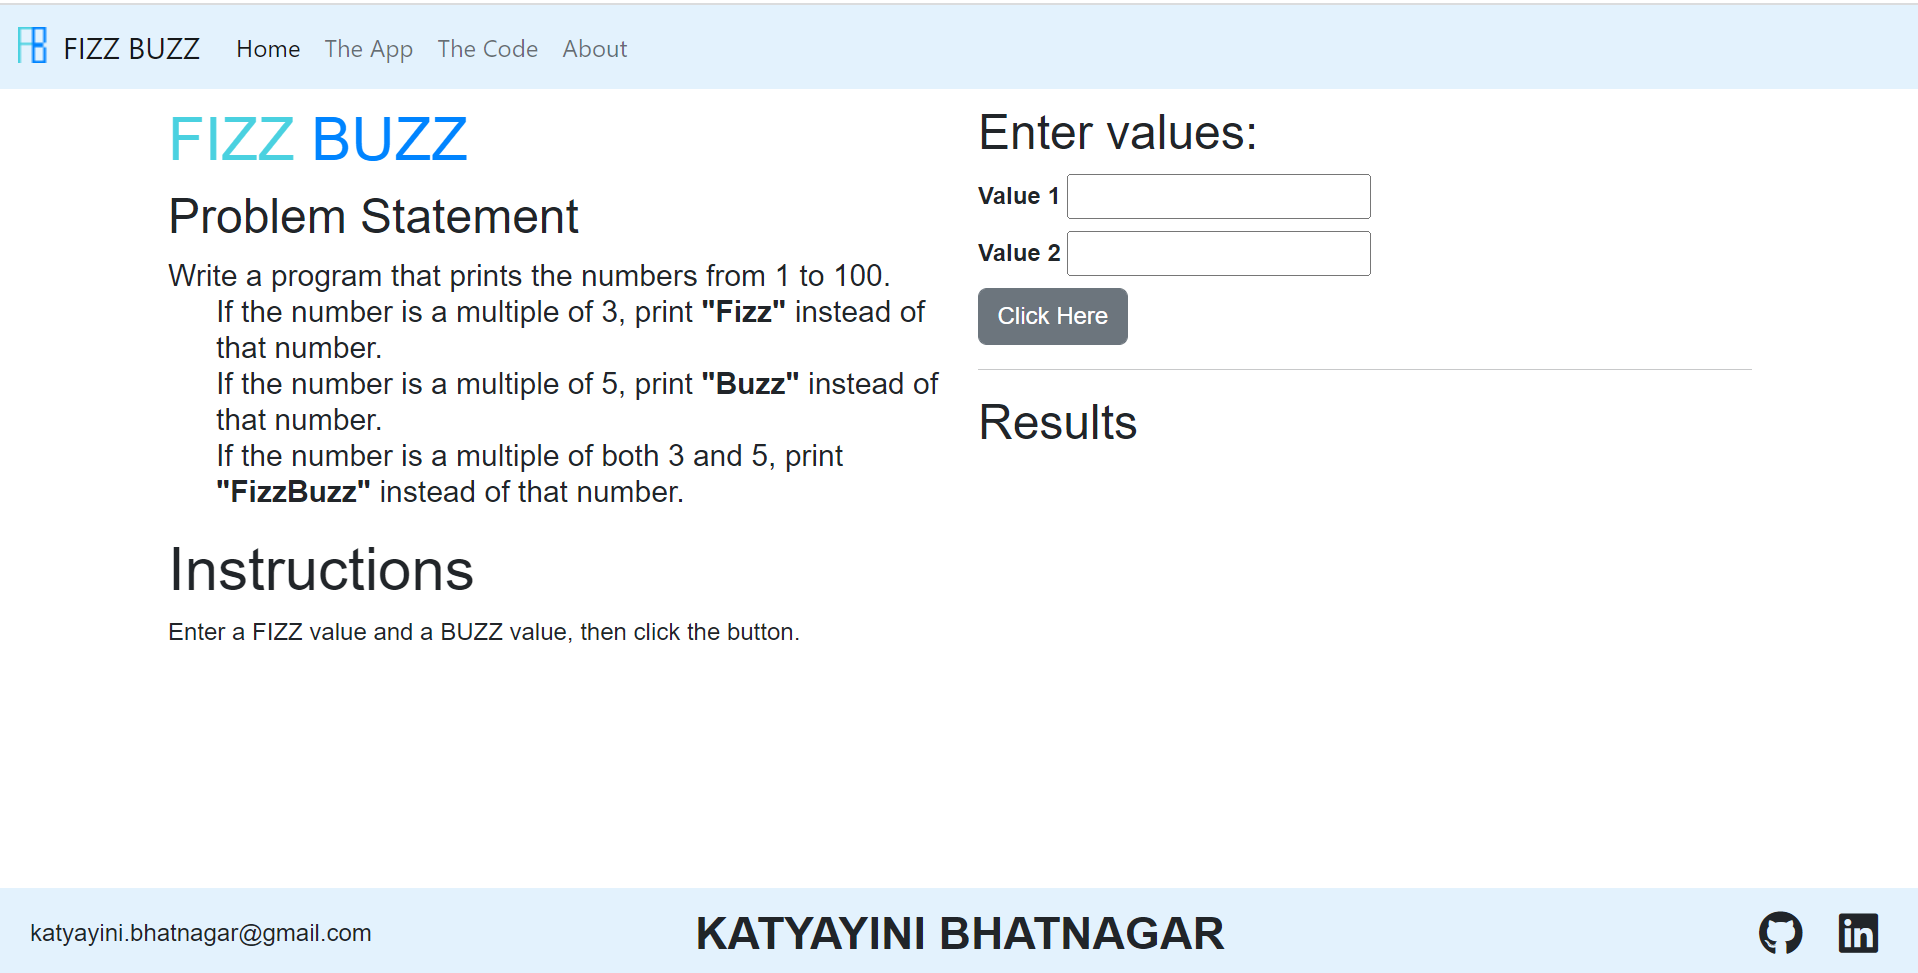 FB FIZZ BUZZ Home The App The Code About
FIZZ BUZZ
Problem Statement
Write a program that prints the numbers from 1 to 100.
If the number is a multiple of 3, print "Fizz" instead of
that number.
If the number is a multiple of 5, print "Buzz" instead of
that number.
If the number is a multiple of both 3 and 5, print
"FizzBuzz" instead of that number.
Instructions
Enter a FIZZ value and a BUZZ value, then click the button.
Enter values:
Value 1
Value 2
Click Here
Results
katyayini.bhatnagar@gmail.com
KATYAYINI BHATNAGAR
in